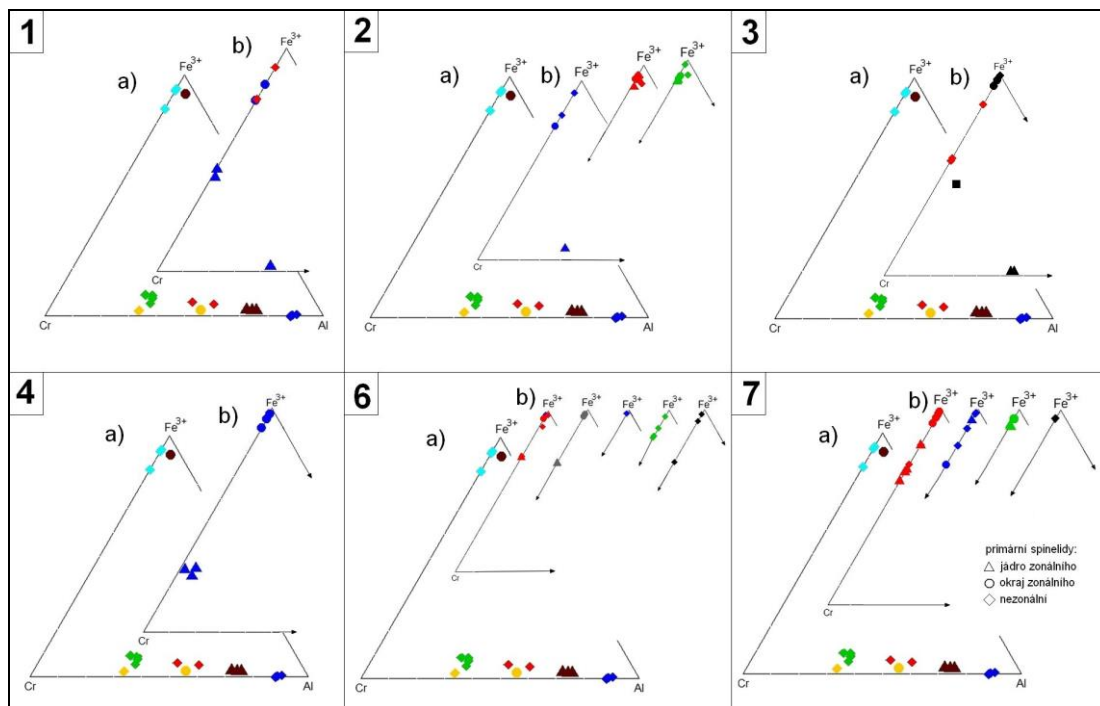 1
a)
Fe3+
b)
Fe3+
Cr
Cr
Al
2
a)
Fe3+
b)
Fe3+
Fe3+
Fe3+
Cr
Cr
Al
3
a)
Fe3+
b)
Fe3+
Cr
Cr
Al
4
a)
Fe3+
b)
Fe3+
Cr
Cr
Al
6
a)
Fe3+
b)
Fe3+
Fe3+
Fe3+
Fe3+
Fe3+
Cr
Cr
Al
7
a)
Fe3+
b)
Fe3+
Fe3+
Fe3+
Fe3+
Cr
primární spinelidy:
jádro zonálního
okraj zonálního
nezonální
Cr
Al